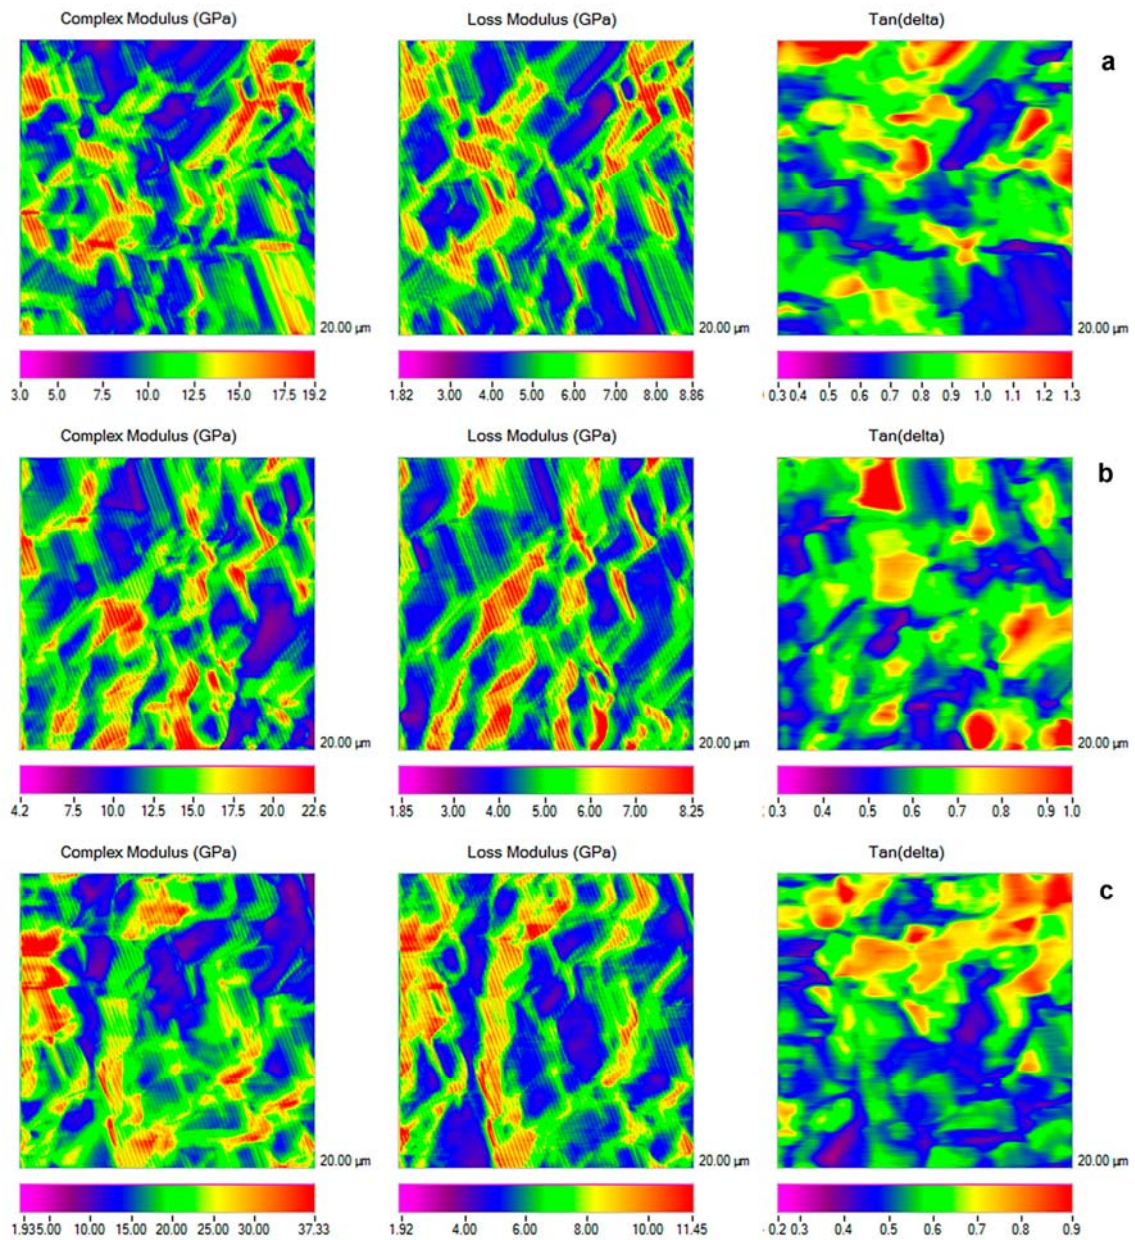 Complex Modulus (GPa) Loss Modulus (GPa) Tan(delta)
a
20.00 µm 20.00 µm 20.00 µm
3.0 5.0 7.5 10.0 12.5 15.0 17.5 19.2 1.82 3.00 4.00 5.00 6.00 7.00 8.00 8.86 0.3 0.4 0.5 0.6 0.7 0.8 0.9 1.0 1.1 1.2 1.3
Complex Modulus (GPa) Loss Modulus (GPa) Tan(delta)
b
20.00 µm 20.00 µm 20.00 µm
4.2 7.5 10.0 12.5 15.0 17.5 20.0 22.6 1.85 3.00 4.00 5.00 6.00 7.00 8.25 0.3 0.4 0.5 0.6 0.7 0.8 0.9 1.0
Complex Modulus (GPa) Loss Modulus (GPa) Tan(delta)
c
20.00 µm 20.00 µm 20.00 µm
1.935.00 10.00 15.00 20.00 25.00 30.00 37.33 1.92 4.00 6.00 8.00 10.00 11.45 0.2 0.3 0.4 0.5 0.6 0.7 0.8 0.9